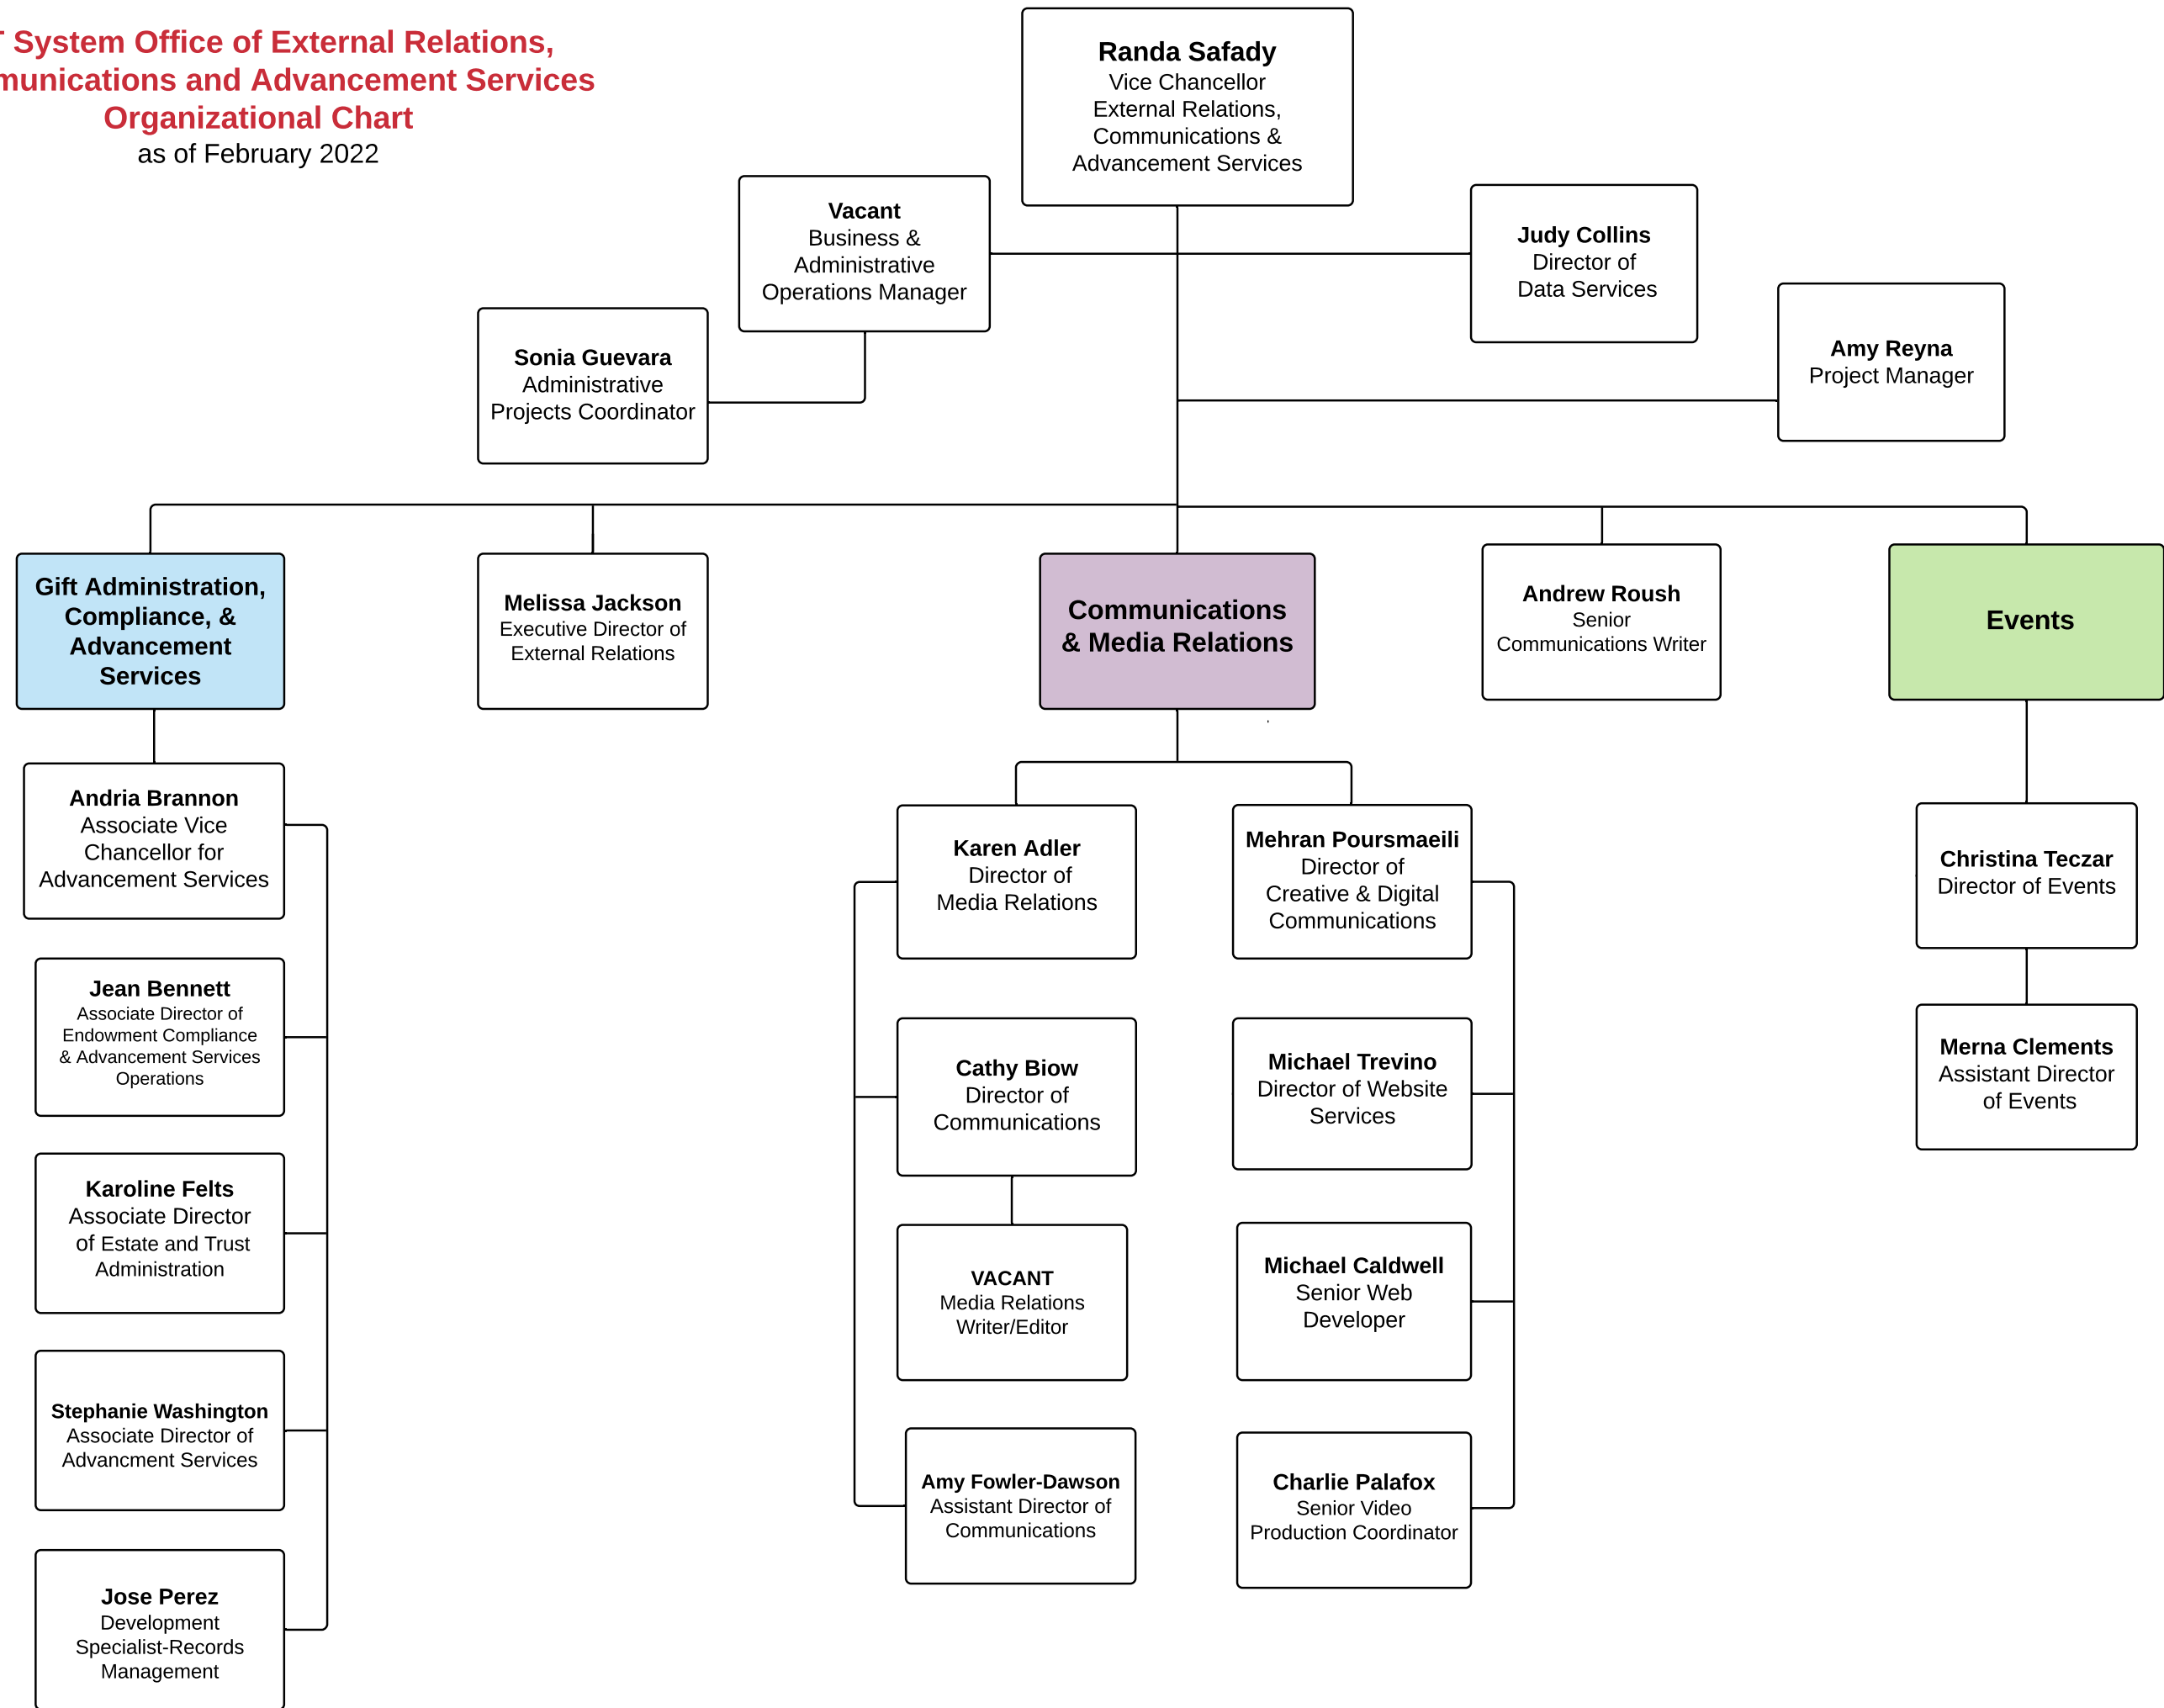 System Office of External Relations,
and Advancement Services
Organizational Chart
as of February 2022
Randa Safady
Vice Chancellor
External Relations,
Communications &
Advancement Services
Vacant
Business &
Administrative
Operations Manager
Judy Collins
Director of
Data Services
Sonia Guevara
Administrative
Projects Coordinator
Amy Reyna
Project Manager
Gift Administration,
Compliance, &
Advancement
Services
Melissa Jackson
Executive Director of
External Relations
Communications
& Media Relations
Andrew Roush
Senior
Communications Writer
Events
Andria Brannon
Associate Vice
Chancellor for
Advancement Services
Jean Bennett
Associate Director of
Endowment Compliance
& Advancement Services
Operations
Karoline Felts
Associate Director
of Estate and Trust
Administration
Stephanie Washington
Associate Director of
Advancment Services
Jose Perez
Development
Specialist-Records
Management
Karen Adler
Director of
Media Relations
Cathy Biow
Director of
Communications
VACANT
Media Relations
Writer/Editor
Amy Fowler-Dawson
Assistant Director of
Communications
Mehran Poursmaeili
Director of
Creative & Digital
Communications
Michael Trevino
Director of Website
Services
Michael Caldwell
Senior Web
Developer
Charlie Palafox
Senior Video
Production Coordinator
Christina Teczar
Director of Events
Merna Clements
Assistant Director
of Events